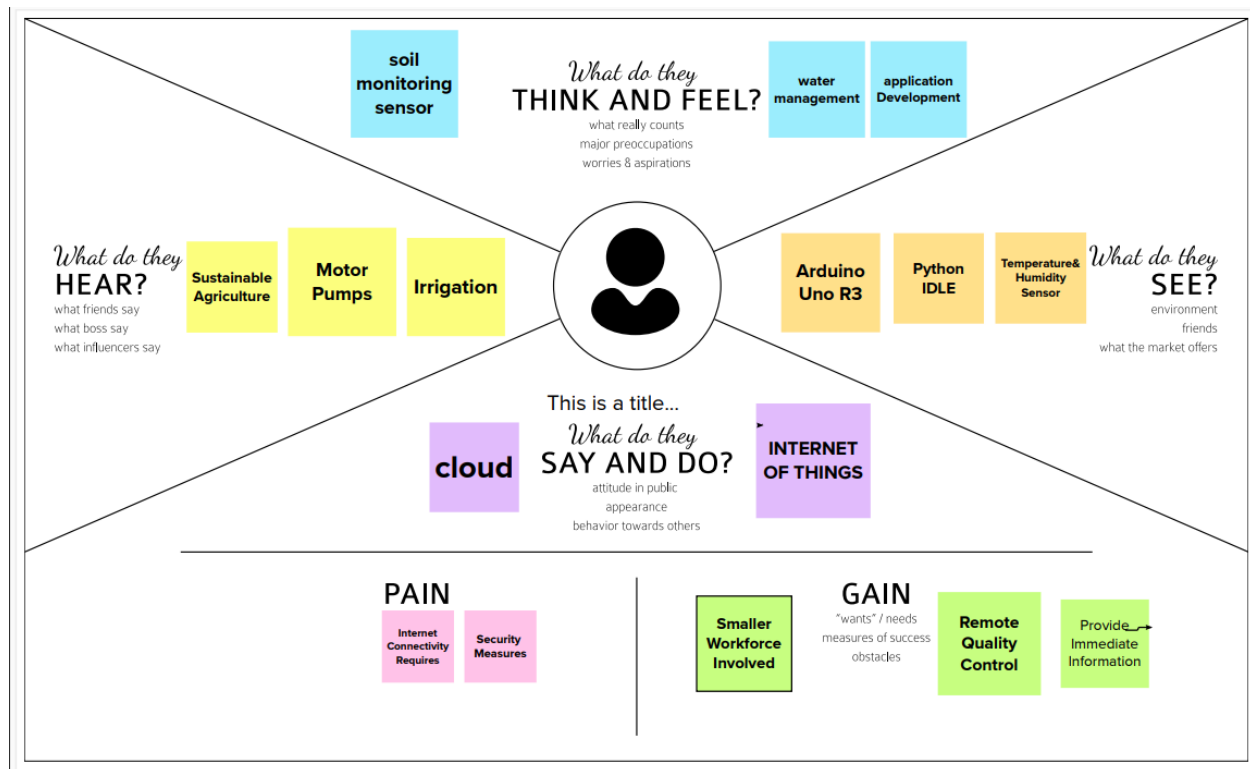 soil
monitoring
sensor
What do they
THINK AND FEEL?
what really counts
major preoccupations
worries & aspirations
water
management
application
Development
What do they
HEAR?
what friends say
what boss say
what influencers say
Sustainable
Agriculture
Motor
Pumps
Irrigation
Arduino
Uno R3
Python
IDLE
Temperature&
Humidity
Sensor
What do they
SEE?
environment
friends
what the market offers
This is a title...
cloud
What do they
SAY AND DO?
attitude in public
appearance
behavior towards others
INTERNET
OF THINGS
PAIN
Internet
Connectivity
Requires
Security
Measures
Smaller
Workforce
Involved
GAIN
"wants" / needs
measures of success
obstacles
Remote
Quality
Control
Provide
Immediate
Information